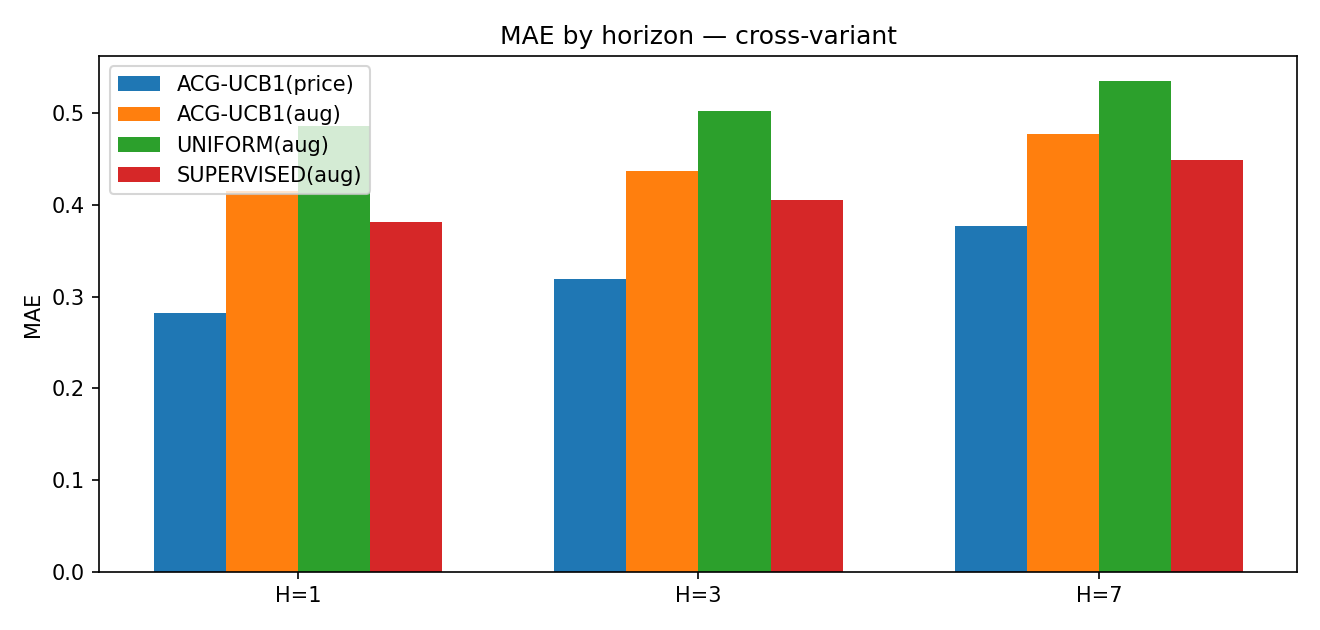 MAE by horizon — cross-variant
ACG-UCB1(price)
ACG-UCB1(aug)
UNIFORM(aug)
SUPERVISED(aug)
MAE
0.5
0.4
0.3
0.2
0.1
0.0
H=1 H=3 H=7